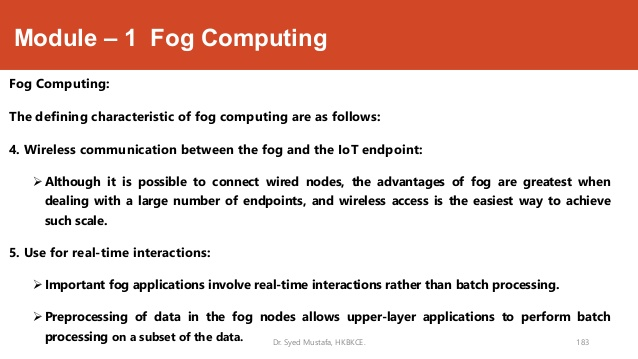 Module – 1 Fog Computing
Fog Computing:
The defining characteristic of fog computing are as follows:
4. Wireless communication between the fog and the IoT endpoint:
➢ Although it is possible to connect wired nodes, the advantages of fog are greatest when
dealing with a large number of endpoints, and wireless access is the easiest way to achieve
such scale.
5. Use for real-time interactions:
➢ Important fog applications involve real-time interactions rather than batch processing.
➢ Preprocessing of data in the fog nodes allows upper-layer applications to perform batch
processing on a subset of the data.
Dr. Syed Mustafa, HKBKCE. 183